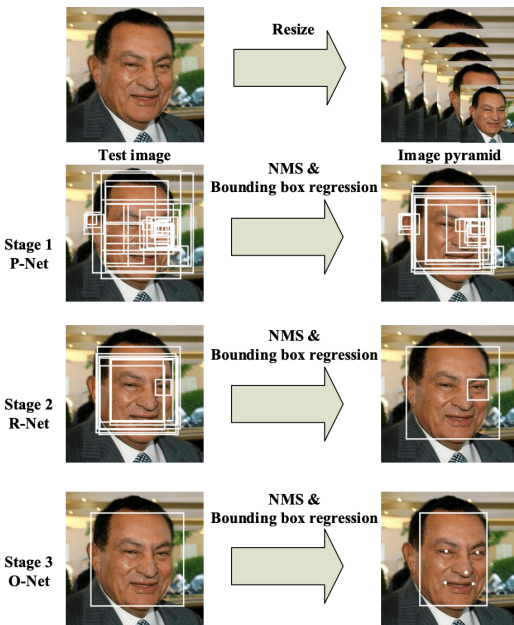 Resize
Test image
Image pyramid
NMS &
Bounding box regression
Stage 1
P-Net
NMS &
Bounding box regression
Stage 2
R-Net
NMS &
Bounding box regression
Stage 3
O-Net